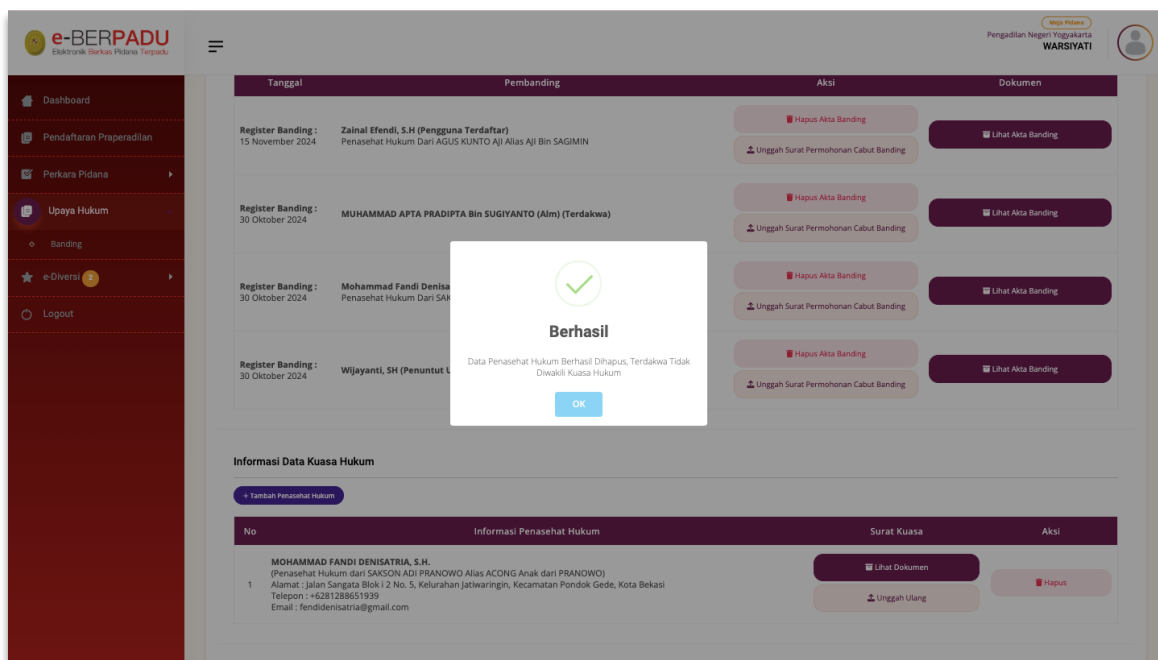 e-BERPADU
Elektronik Berkas Pidana Terpadu
Meja Pidana
Pengadilan Negeri Yogyakarta
WARSIYATI
Dashboard
Pendaftaran Praperadilan
Perkara Pidana
Upaya Hukum
Banding
e-Diversi 2
Logout
Tanggal Pembanding Aksi Dokumen
Register Banding :
15 November 2024
Zainal Efendi, S.H (Pengguna Terdaftar)
Penasehat Hukum Dari AGUS KUNTO AJI Alias AJI Bin SAGIMIN
Hapus Akta Banding
Unggah Surat Permohonan Cabut Banding
Lihat Akta Banding
Register Banding :
30 Oktober 2024
MUHAMMAD APTA PRADIPTA Bin SUGIYANTO (Alm) (Terdakwa)
Hapus Akta Banding
Unggah Surat Permohonan Cabut Banding
Lihat Akta Banding
Register Banding :
30 Oktober 2024
Mohammad Fandi Denisa
Penasehat Hukum Dari SAK
Hapus Akta Banding
Unggah Surat Permohonan Cabut Banding
Lihat Akta Banding
Register Banding :
30 Oktober 2024
Wijayanti, SH (Penuntut U
Hapus Akta Banding
Unggah Surat Permohonan Cabut Banding
Lihat Akta Banding
Berhasil
Data Penasehat Hukum Berhasil Dihapus, Terdakwa Tidak
Diwakili Kuasa Hukum
OK
Informasi Data Kuasa Hukum
+ Tambah Penasehat Hukum
No Informasi Penasehat Hukum Surat Kuasa Aksi
1
MOHAMMAD FANDI DENISATRIA, S.H.
(Penasehat Hukum dari SAKSON ADI PRANOWO Alias ACONG Anak dari PRANOWO)
Alamat : Jalan Sangata Blok i 2 No. 5, Kelurahan Jatiwaringin, Kecamatan Pondok Gede, Kota Bekasi
Telepon : +6281288651939
Email : fendidenisatria@gmail.com
Lihat Dokumen
Unggah Ulang
Hapus